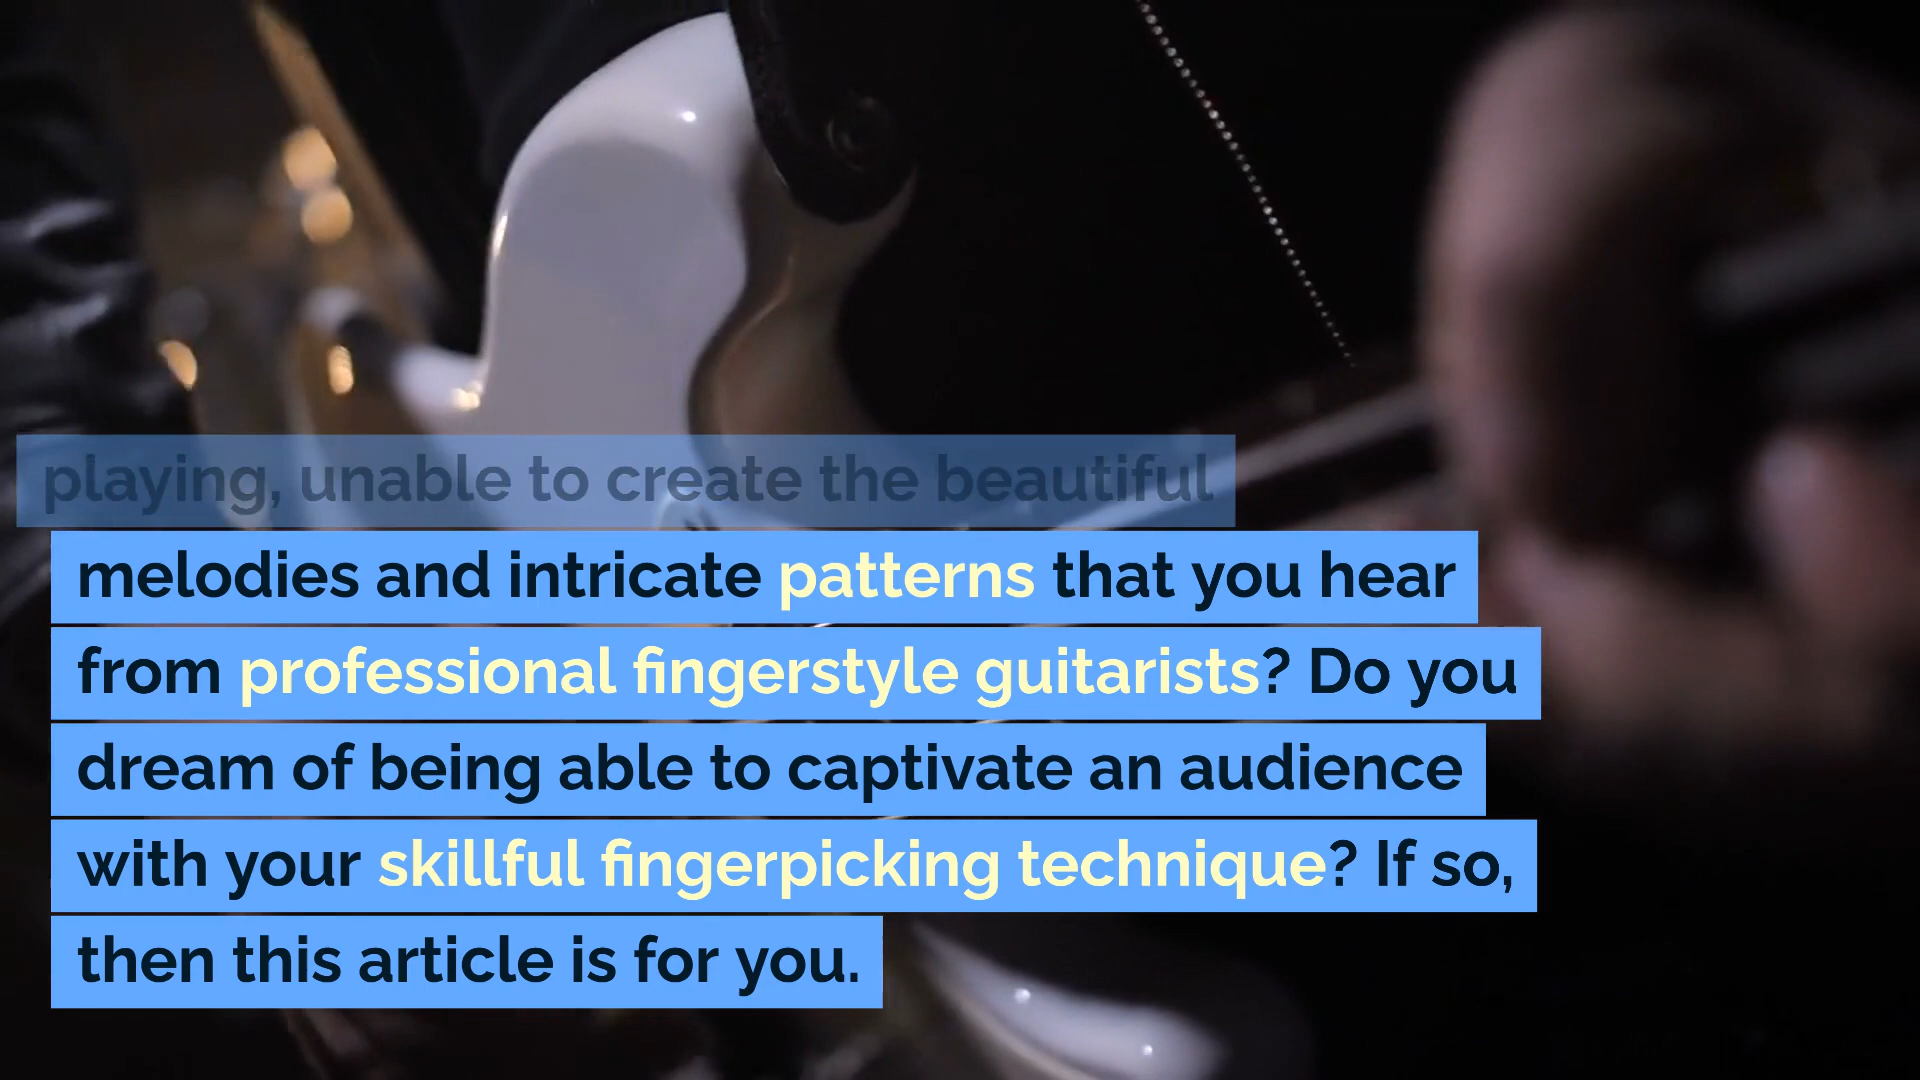 playing, unable to create the beautiful
melodies and intricate patterns that you hear
from professional fingerstyle guitarists? Do you
dream of being able to captivate an audience
with your skillful fingerpicking technique? If so,
then this article is for you.